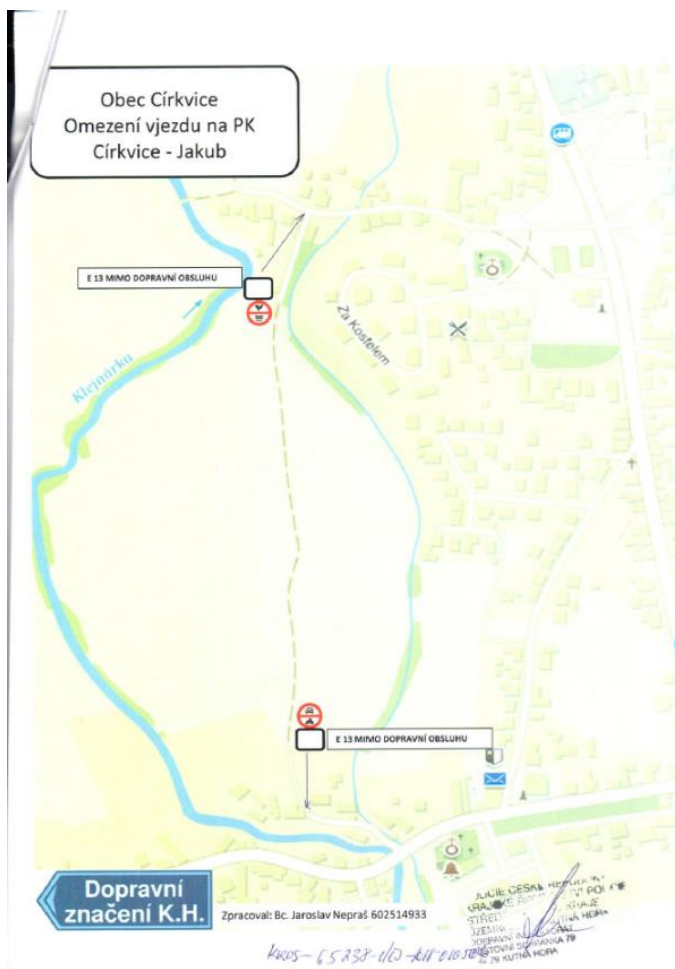 Obec Církvice
Omezení vjezdu na PK
Církvice - Jakub
E 13 MIMO DOPRAVNÍ OBSLUHU
Za Kostelem
Klejnárka
E 13 MIMO DOPRAVNÍ OBSLUHU
Dopravní
značení K.H.
Zpracoval: Bc. Jaroslav Nepraš 602514933
KUTNÁ HORA